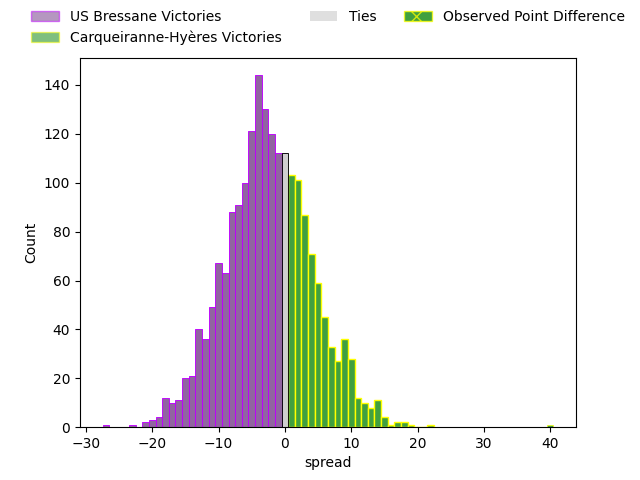 US Bressane Victories
Carqueiranne-Hyères Victories
Ties
Observed Point Difference
Count
140
120
100
80
60
40
20
0
−30
−20
−10
0
10
20
30
40
spread